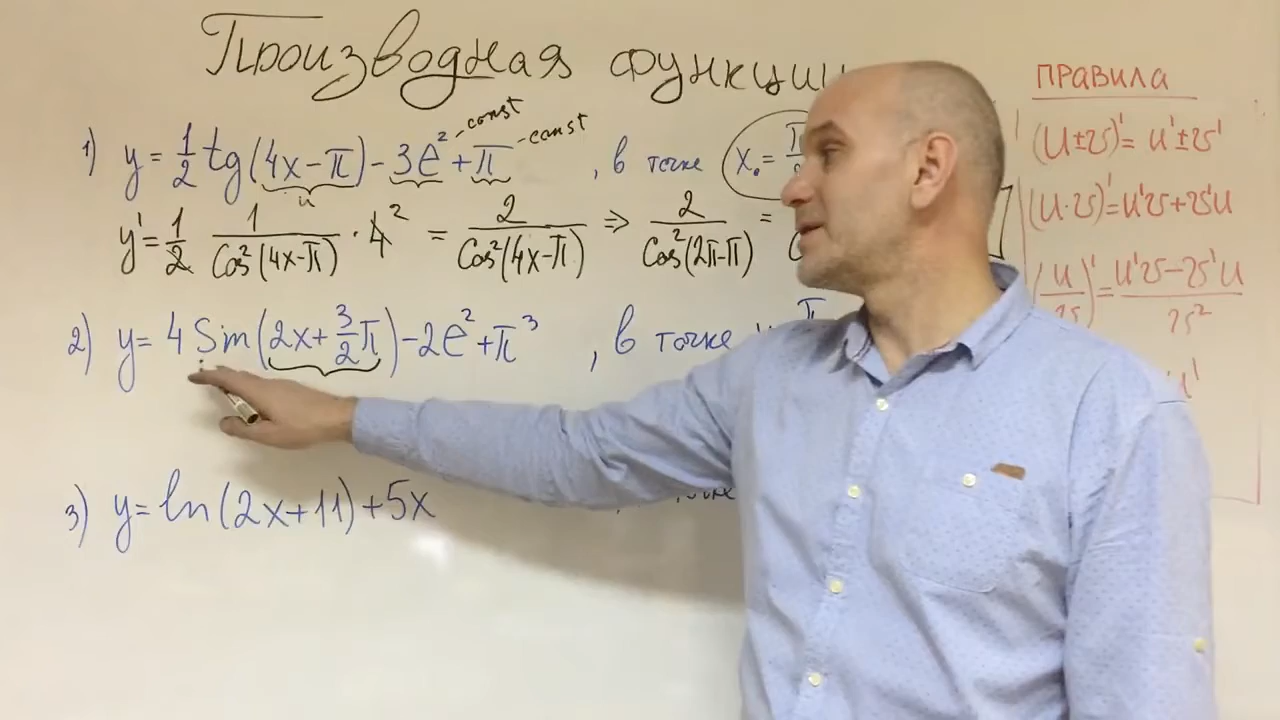 Производная функции
1) y = 1/2 tg(4x-π) - 3e² + π , в точке x₀ = π
- const
- const
u
y' = 1/2 1/cos²(4x-π) · 4² = 2/cos²(4x-π) ⇒ 2/cos²(2π-π) =
2) y = 4 Sin(2x + 3/2 π) - 2e² + π³ , в точке π
3) y = ln(2x+11) + 5x
ПРАВИЛА
(u±v)' = u'±v'
(u·v)' = u'v+v'u
(u/v)' = u'v-v'u/v²
u'